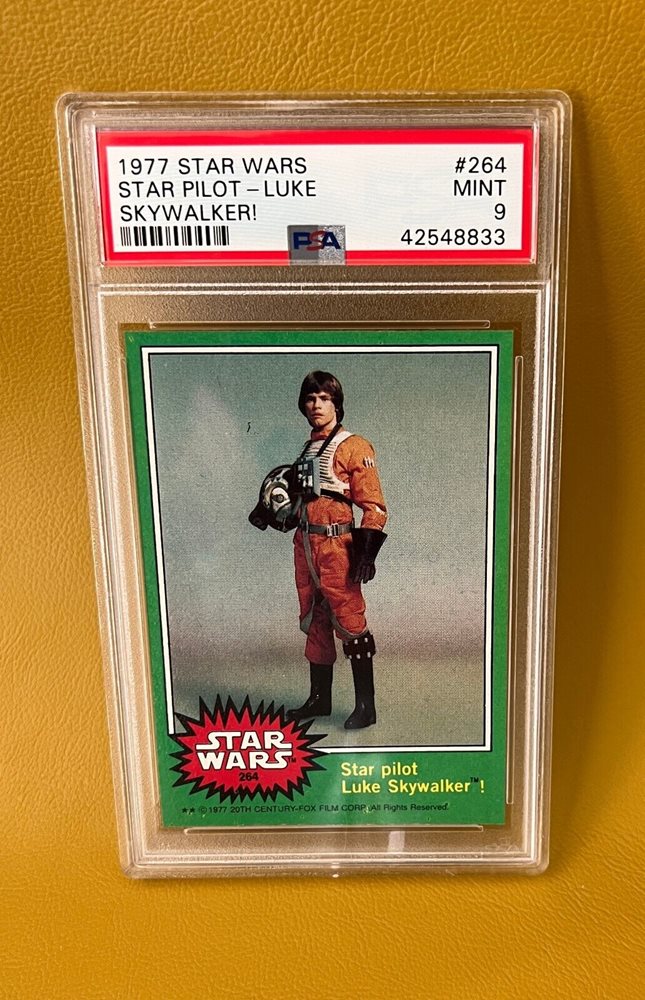 1977 STAR WARS #264
STAR PILOT – LUKE MINT
SKYWALKER! 9
PSA 42548833
STAR
WARS™
264
Star pilot
Luke Skywalker™!
★★ ©1977 20TH CENTURY-FOX FILM CORP. All Rights Reserved.